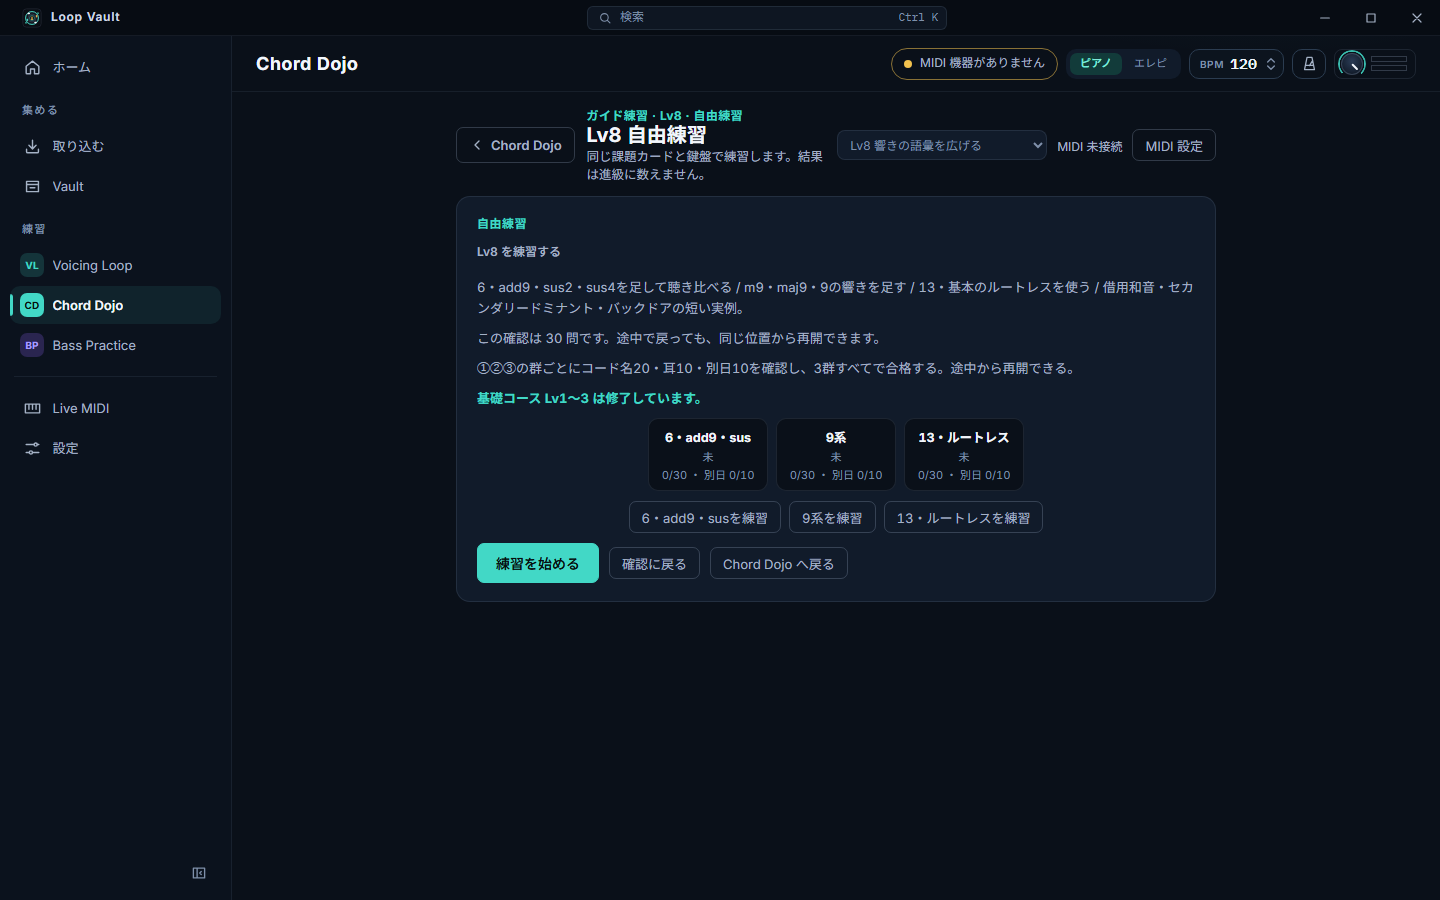 Loop Vault
検索
Ctrl K
ホーム
集める
取り込む
Vault
練習
VL Voicing Loop
CD Chord Dojo
BP Bass Practice
Live MIDI
設定
Chord Dojo
MIDI 機器がありません
ピアノ
エレピ
BPM 120
Chord Dojo
ガイド練習 · Lv8 · 自由練習
Lv8 自由練習
同じ課題カードと鍵盤で練習します。結果
は進級に数えません。
Lv8 響きの語彙を広げる
MIDI 未接続
MIDI 設定
自由練習
Lv8 を練習する
6・add9・sus2・sus4を足して聴き比べる / m9・maj9・9の響きを足す / 13・基本のルートレスを使う / 借用和音・セカ
ンダリードミナント・バックドアの短い実例。
この確認は 30 問です。途中で戻っても、同じ位置から再開できます。
①②③の群ごとにコード名20・耳10・別日10を確認し、3群すべてで合格する。途中から再開できる。
基礎コース Lv1〜3 は修了しています。
6・add9・sus
未
0/30 ・ 別日 0/10
9系
未
0/30 ・ 別日 0/10
13・ルートレス
未
0/30 ・ 別日 0/10
6・add9・susを練習
9系を練習
13・ルートレスを練習
練習を始める
確認に戻る
Chord Dojo へ戻る